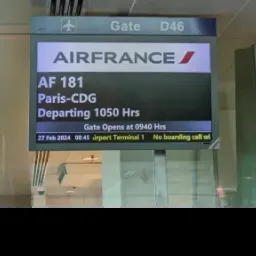 Gate D46
AIRFRANCE
AF 181
Paris-CDG
Departing 1050 Hrs
Gate Opens at 0940 Hrs
27 Feb 2024 08:45 airport Terminal 1 No boarding call wi